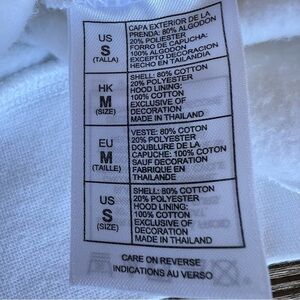 US
S
(TALLA)
CAPA EXTERIOR DE LA
PRENDA: 80% ALGODON
20% POLIESTER
FORRO DE CAPUCHA:
100% ALGODON
EXCEPTO DECORACION
HECHO EN TAILANDIA
HK
M
(SIZE)
SHELL: 80% COTTON
20% POLYESTER
HOOD LINING:
100% COTTON
EXCLUSIVE OF
DECORATION
MADE IN THAILAND
EU
M
(TAILLE)
VESTE: 80% COTON
20% POLYESTER
DOUBLURE DE LA
CAPUCHE: 100% COTON
SAUF DECORATION
FABRIQUE EN
THAILANDE
US
S
(SIZE)
SHELL: 80% COTTON
20% POLYESTER
HOOD LINING:
100% COTTON
EXCLUSIVE OF
DECORATION
MADE IN THAILAND
CARE ON REVERSE
INDICATIONS AU VERSO